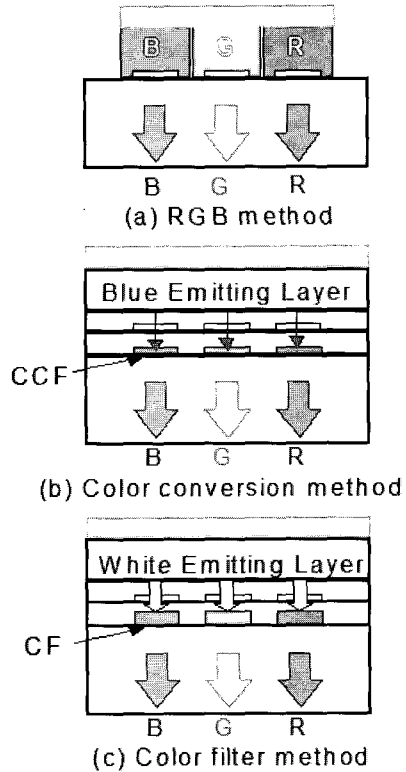 B G R
B G R
(a) RGB method
Blue Emitting Layer
CCF
B G R
(b) Color conversion method
White Emitting Layer
CF
B G R
(c) Color filter method